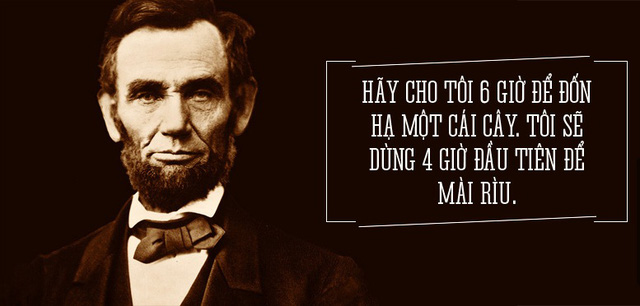 HÃY CHO TÔI 6 GIỜ ĐỂ ĐỐN
HẠ MỘT CÁI CÂY. TÔI SẼ
DÙNG 4 GIỜ ĐẦU TIÊN ĐỂ
MÀI RÌU.